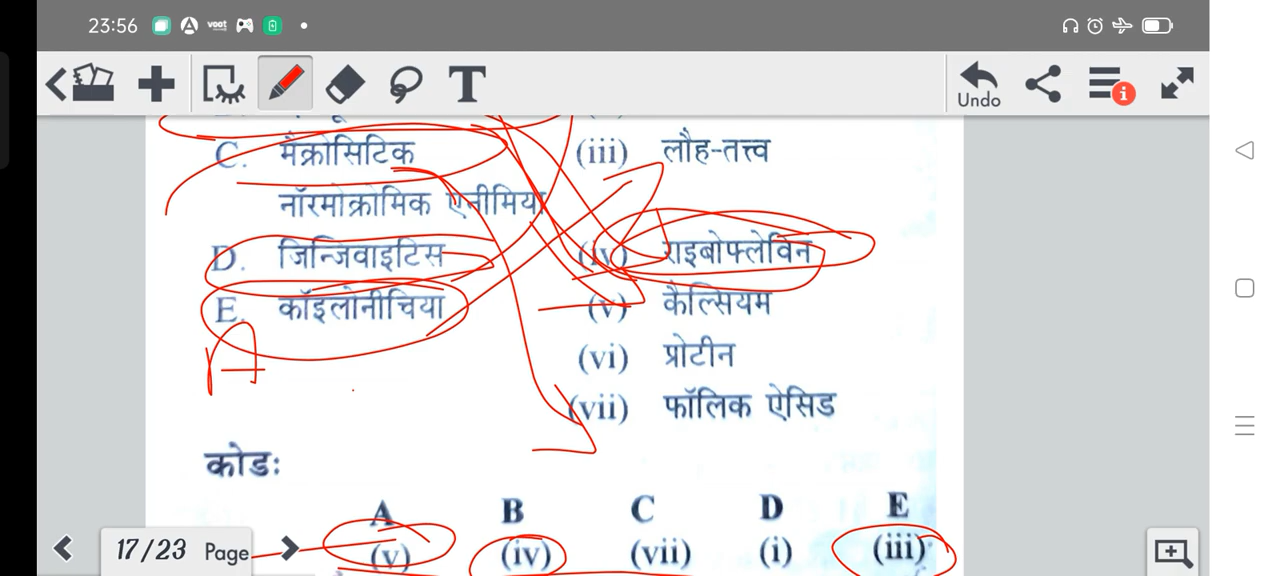 23:56 voot
Undo
C. मैक्रोसिटिक (iii) लौह-तत्त्व
नॉरमोक्रोमिक एनीमिया
D. जिन्जिवाइटिस (iv) राइबोफ्लेविन
E. कॉइलोनीचिया (v) कैल्सियम
A (vi) प्रोटीन
(vii) फॉलिक ऐसिड
कोडः
A B C D E
17/23 Page (v) (iv) (vii) (i) (iii)